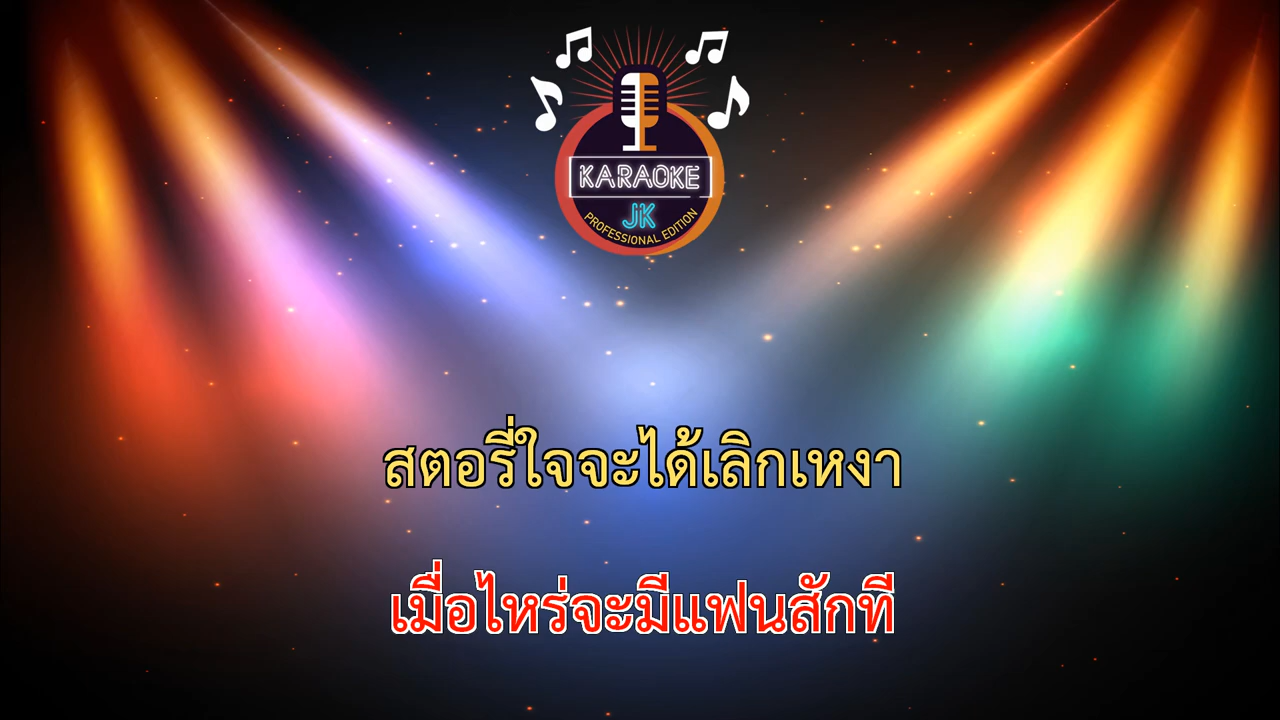 KARAOKE
JK
PROFESSIONAL EDITION
สตอรี่ใจจะได้เลิกเหงา
เมื่อไหร่จะมีแฟนสักที